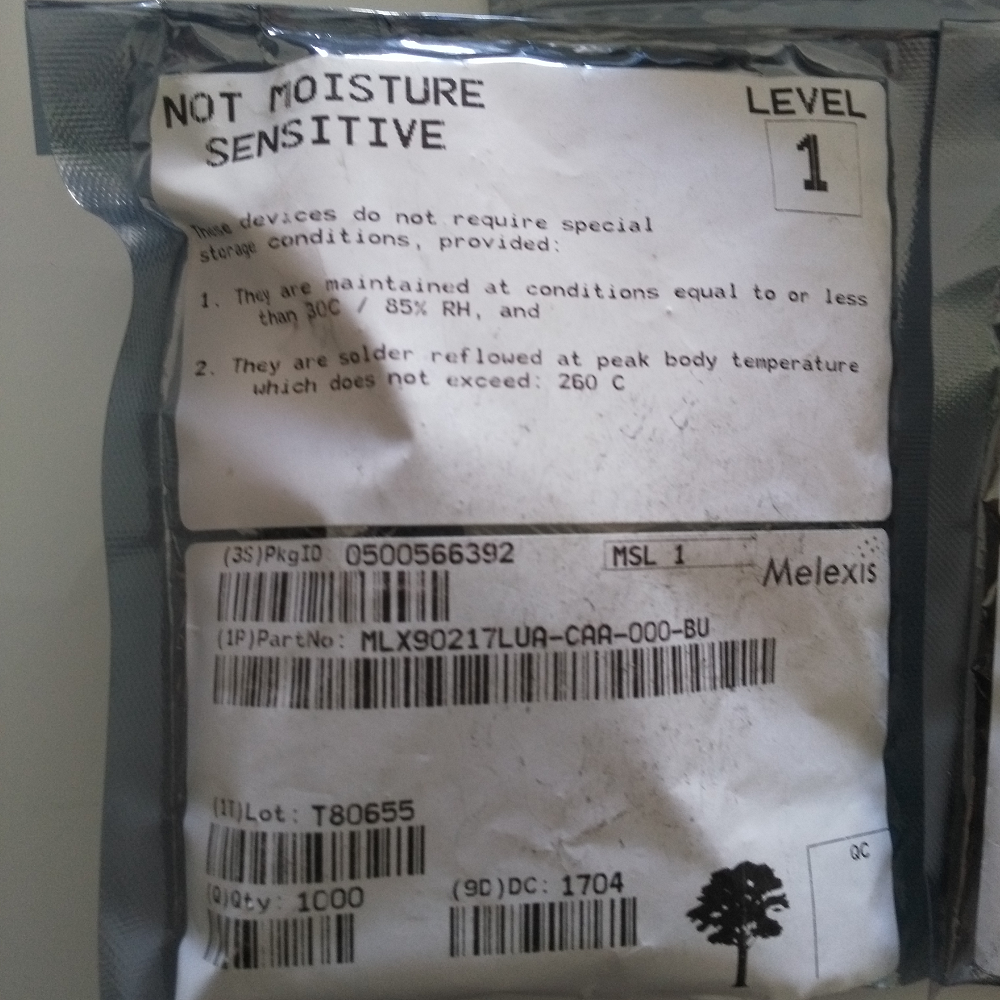 NOT MOISTURE
SENSITIVE
LEVEL
1
These devices do not require special
storage conditions, provided:
1. They are maintained at conditions equal to or less
than 30C / 85% RH, and
2. They are solder reflowed at peak body temperature
which does not exceed: 260 C
(3S)PkgID: 0500566392
MSL 1
Melexis
(1P)PartNo: MLX90217LUA-CAA-000-BU
(1T)Lot: T80655
(Q)Qty: 1000
(9D)DC: 1704
QC